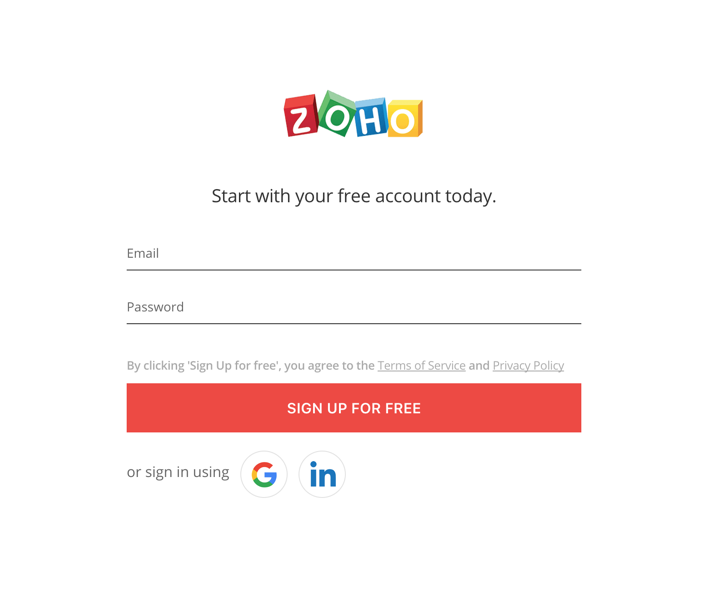 ZOHO
Start with your free account today.
Email
Password
By clicking 'Sign Up for free', you agree to the Terms of Service and Privacy Policy
SIGN UP FOR FREE
or sign in using G in